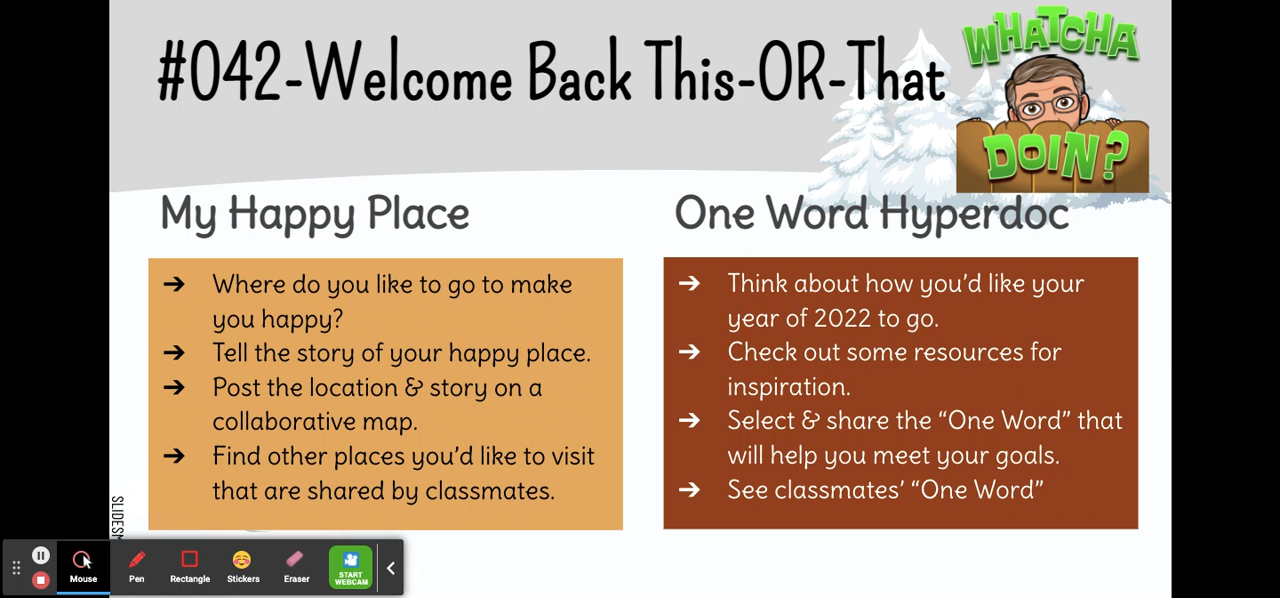 #042-Welcome Back This-OR-That
WHATCHA
DOIN?
My Happy Place
➔ Where do you like to go to make
you happy?
➔ Tell the story of your happy place.
➔ Post the location & story on a
collaborative map.
➔ Find other places you’d like to visit
that are shared by classmates.
One Word Hyperdoc
➔ Think about how you’d like your
year of 2022 to go.
➔ Check out some resources for
inspiration.
➔ Select & share the “One Word” that
will help you meet your goals.
➔ See classmates’ “One Word”
Mouse
Pen
Rectangle
Stickers
Eraser
START
WEBCAM